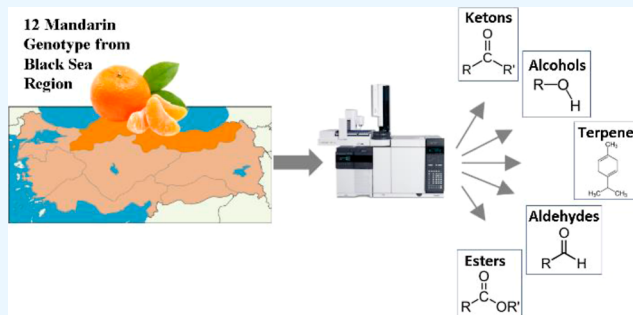 12 Mandarin
Genotype from
Black Sea
Region
Ketons
O
R R'
Alcohols
R—O
H
Terpene
CH₃
H₃C CH₃
Aldehydes
O
R H
Esters
O
R OR'